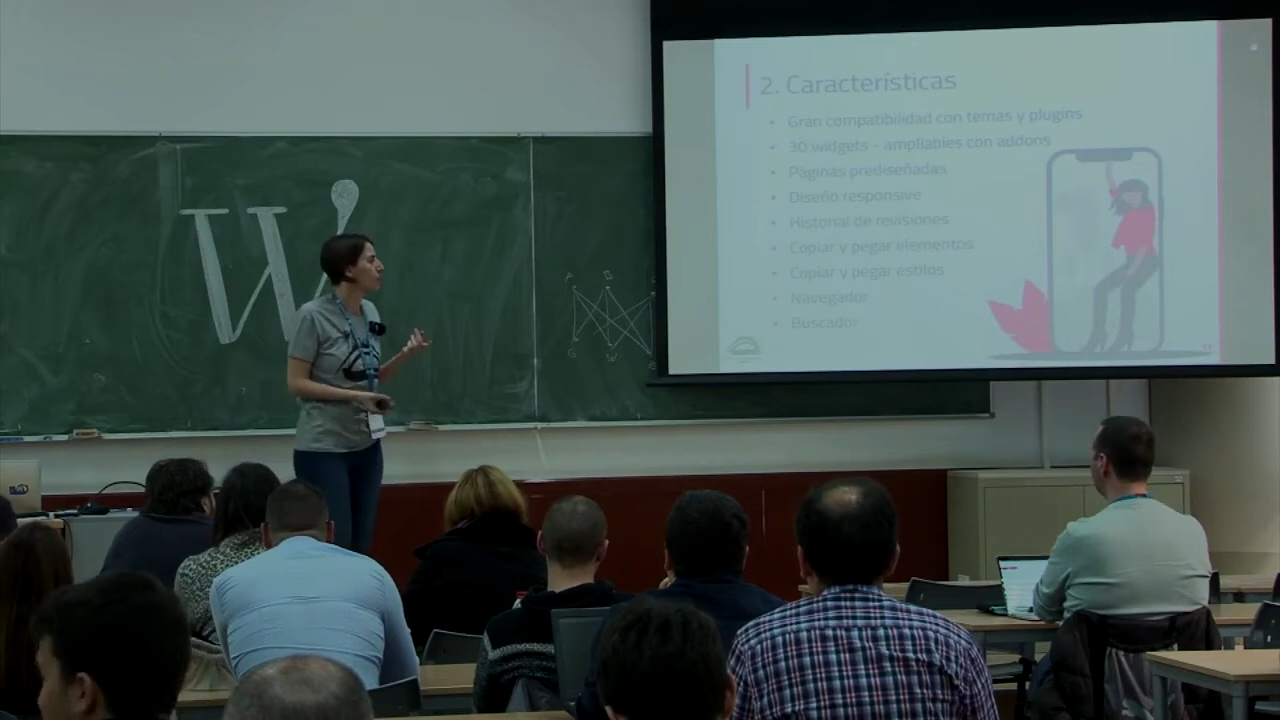 2. Características
• Gran compatibilidad con temas y plugins
• 30 widgets - ampliables con addons
• Páginas prediseñadas
• Diseño responsive
• Historial de revisiones
• Copiar y pegar elementos
• Copiar y pegar estilos
• Navegador
• Buscador
W